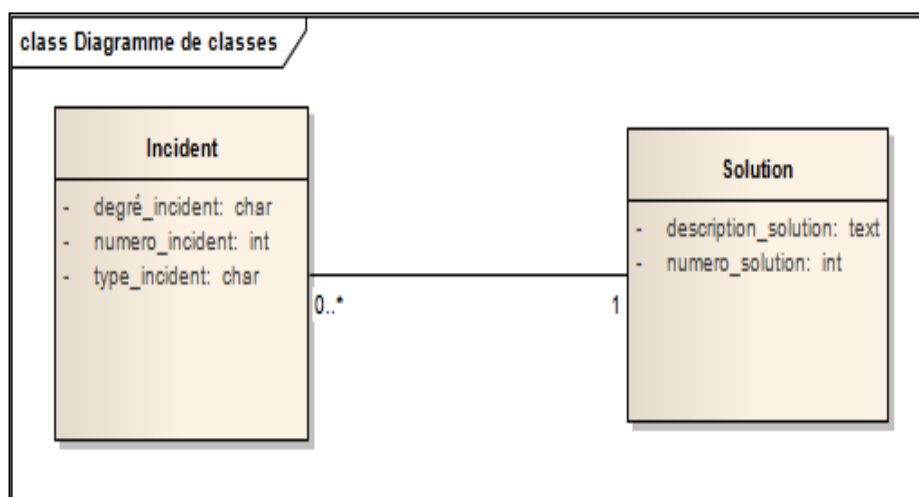 class Diagramme de classes
Incident
- degré_incident: char
- numero_incident: int
- type_incident: char
Solution
- description_solution: text
- numero_solution: int
0..*
1